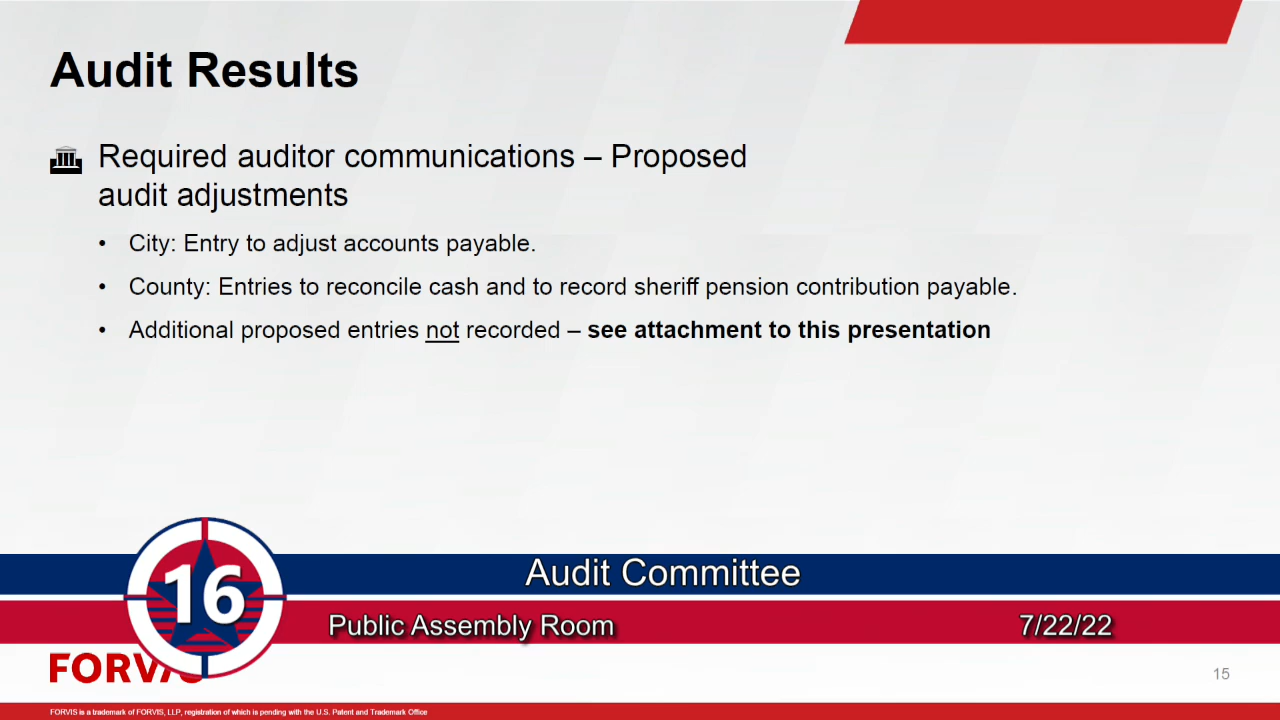 Audit Results
Required auditor communications – Proposed
audit adjustments
• City: Entry to adjust accounts payable.
• County: Entries to reconcile cash and to record sheriff pension contribution payable.
• Additional proposed entries not recorded – see attachment to this presentation
16
Audit Committee
Public Assembly Room
7/22/22
FORVIS
15
FORVIS is a trademark of FORVIS, LLP, registration of which is pending with the U.S. Patent and Trademark Office